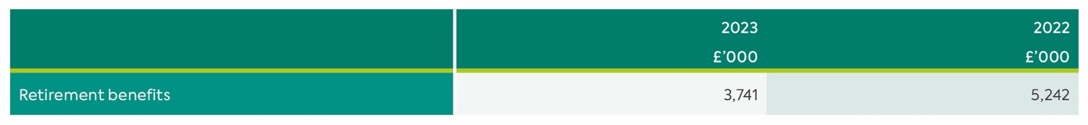 2023 2022
£’000 £’000
Retirement benefits 3,741 5,242